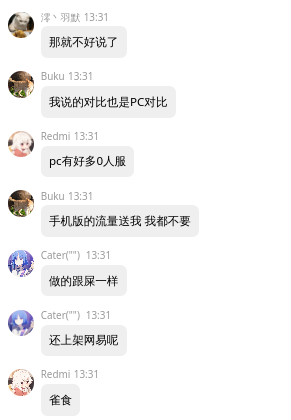 澪丶羽默 13:31
那就不好说了
Buku 13:31
我说的对比也是PC对比
Redmi 13:31
pc有好多0人服
Buku 13:31
手机版的流量送我 我都不要
Cater("") 13:31
做的跟屎一样
Cater("") 13:31
还上架网易呢
Redmi 13:31
雀食